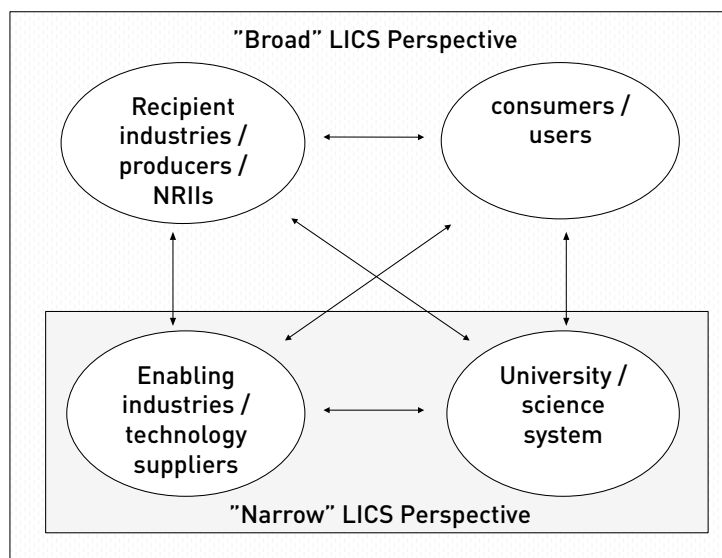 ”Broad” LICS Perspective
Recipient
industries /
producers /
NRIIs
consumers /
users
Enabling
industries /
technology
suppliers
University /
science
system
”Narrow” LICS Perspective